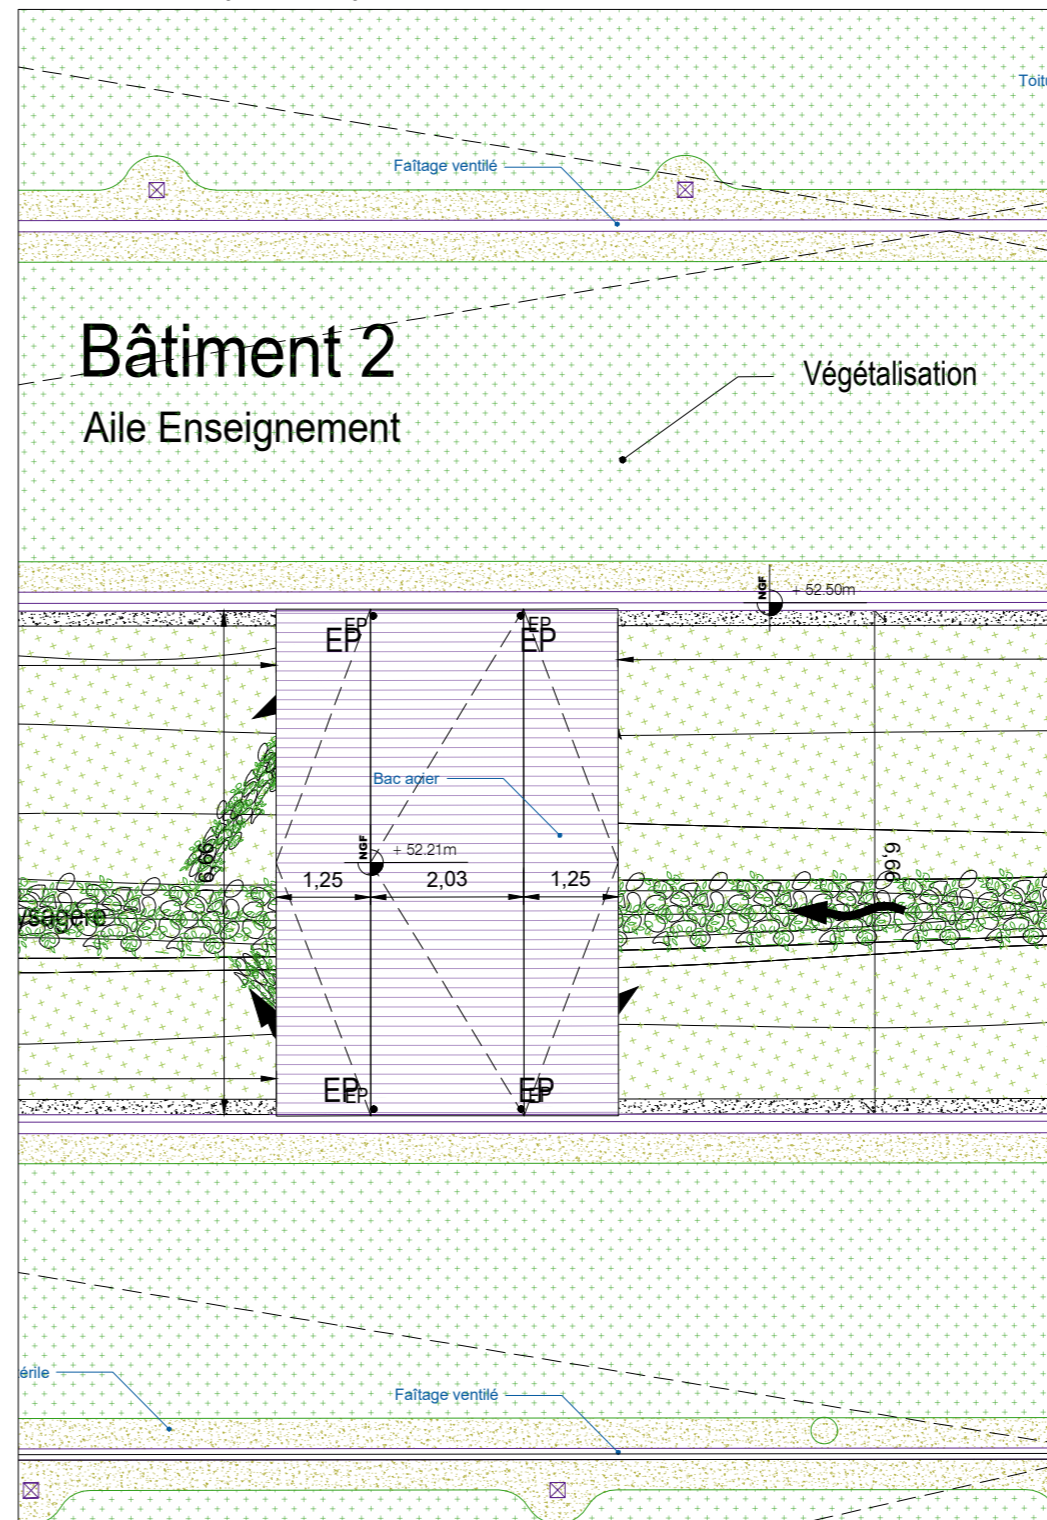 Toitu
Faîtage ventilé
Bâtiment 2
Aile Enseignement
Végétalisation
NGF
+ 52.50m
EP
EP
EP
EP
Bac acier
NGF
+ 52.21m
6,66
6,66
1,25
2,03
1,25
ysagère
EP
EP
EP
EP
érile
Faîtage ventilé